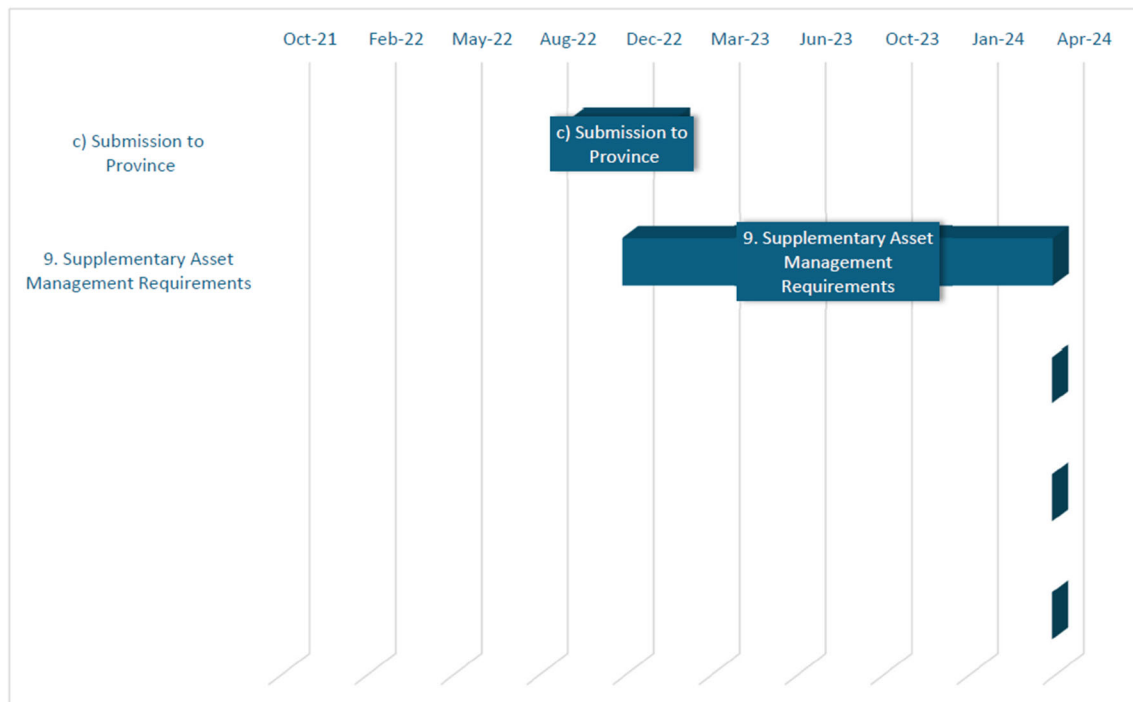 Oct-21 Feb-22 May-22 Aug-22 Dec-22 Mar-23 Jun-23 Oct-23 Jan-24 Apr-24
c) Submission to
Province
c) Submission to
Province
9. Supplementary Asset
Management Requirements
9. Supplementary Asset
Management
Requirements